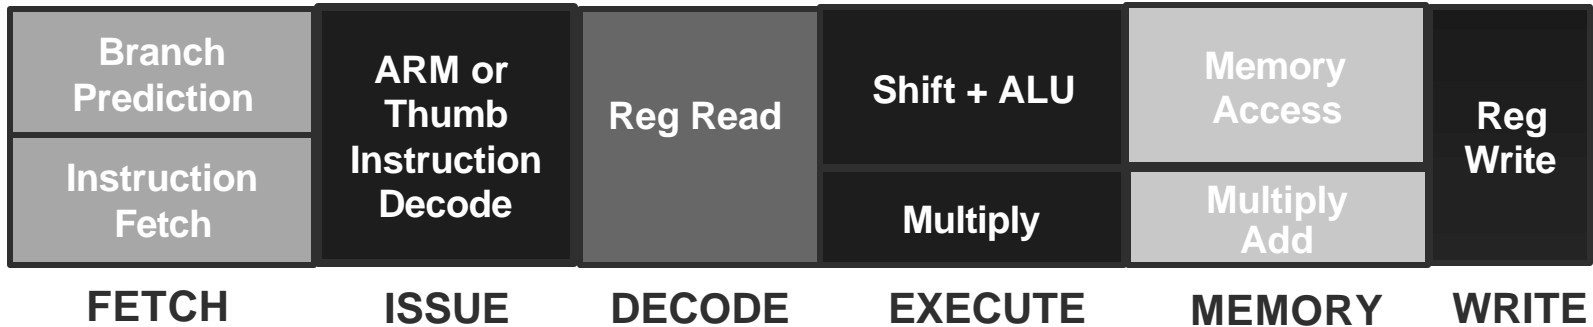 Branch
Prediction
Instruction
Fetch
ARM or
Thumb
Instruction
Decode
Reg Read
Shift + ALU
Multiply
Memory
Access
Multiply
Add
Reg
Write
FETCH
ISSUE
DECODE
EXECUTE
MEMORY
WRITE